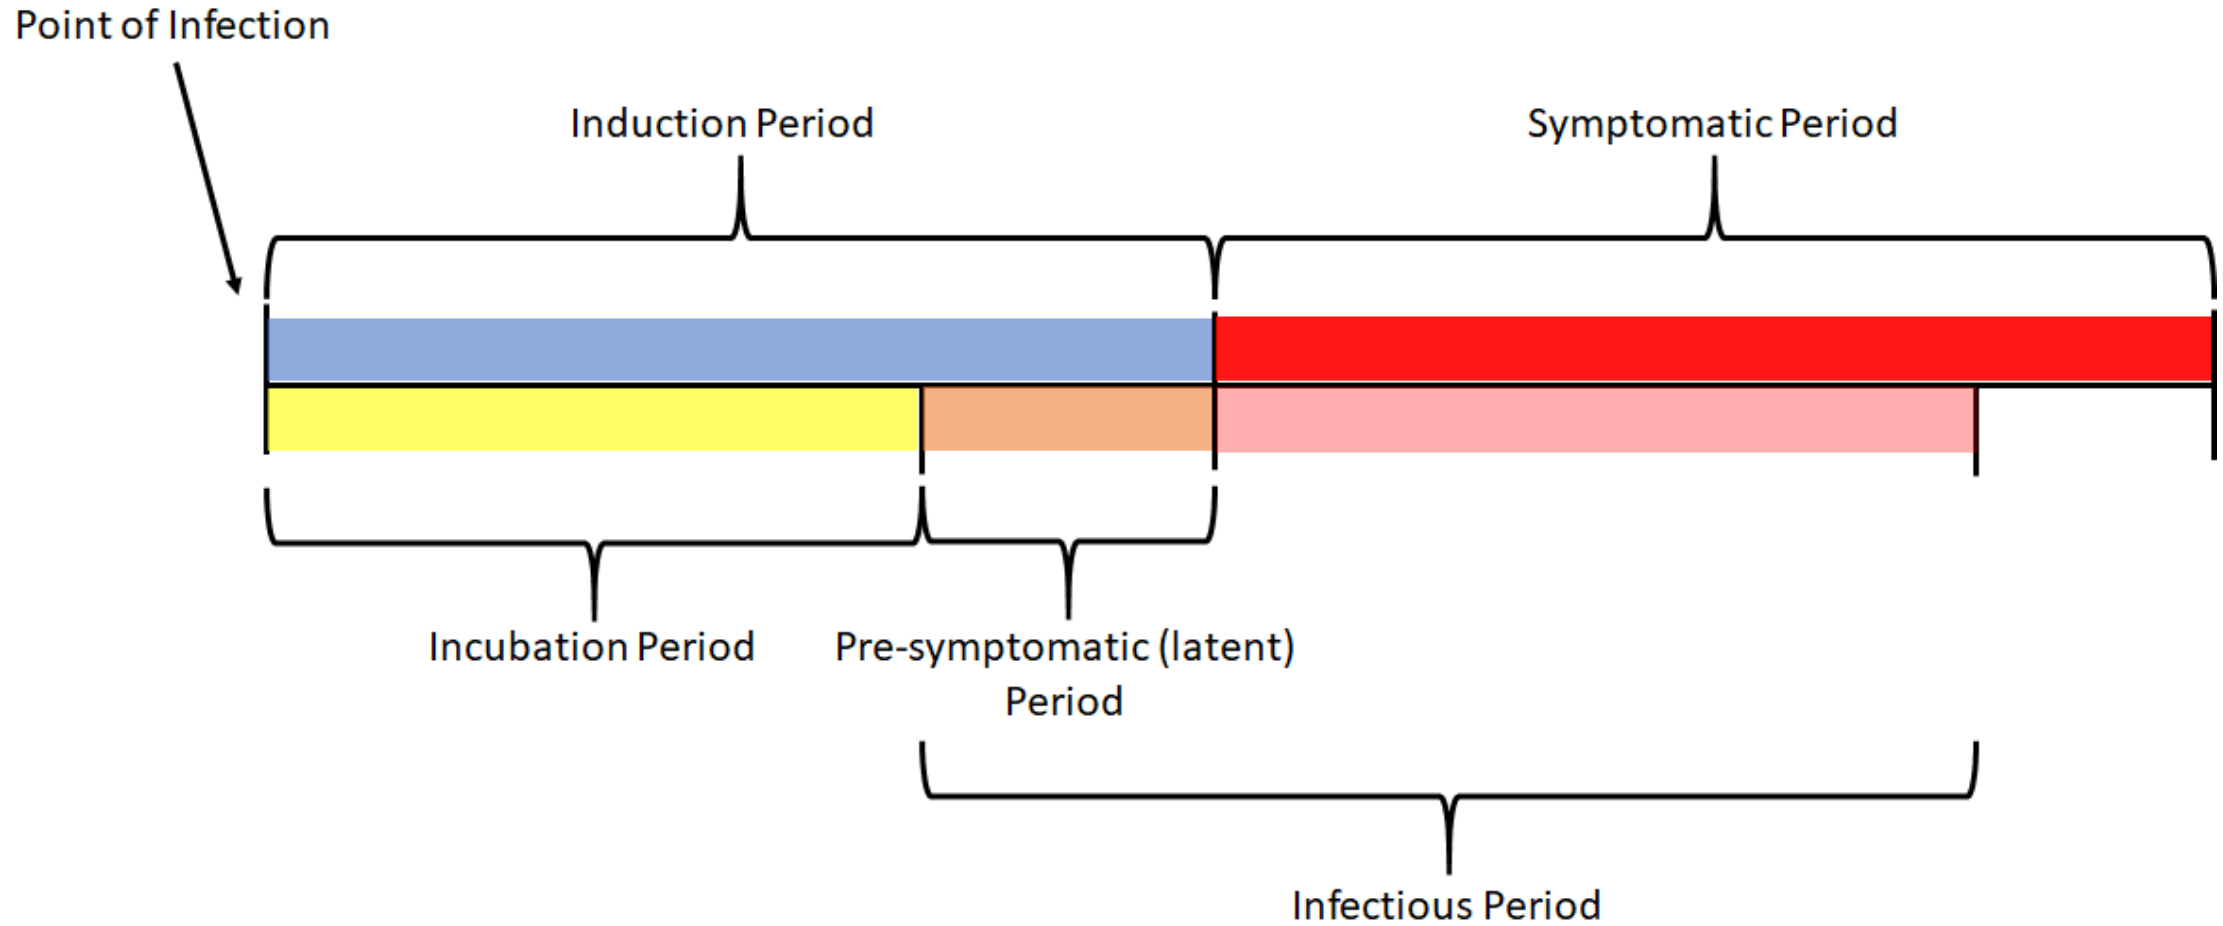 Point of Infection
Induction Period
Symptomatic Period
Incubation Period
Pre-symptomatic (latent)
Period
Infectious Period